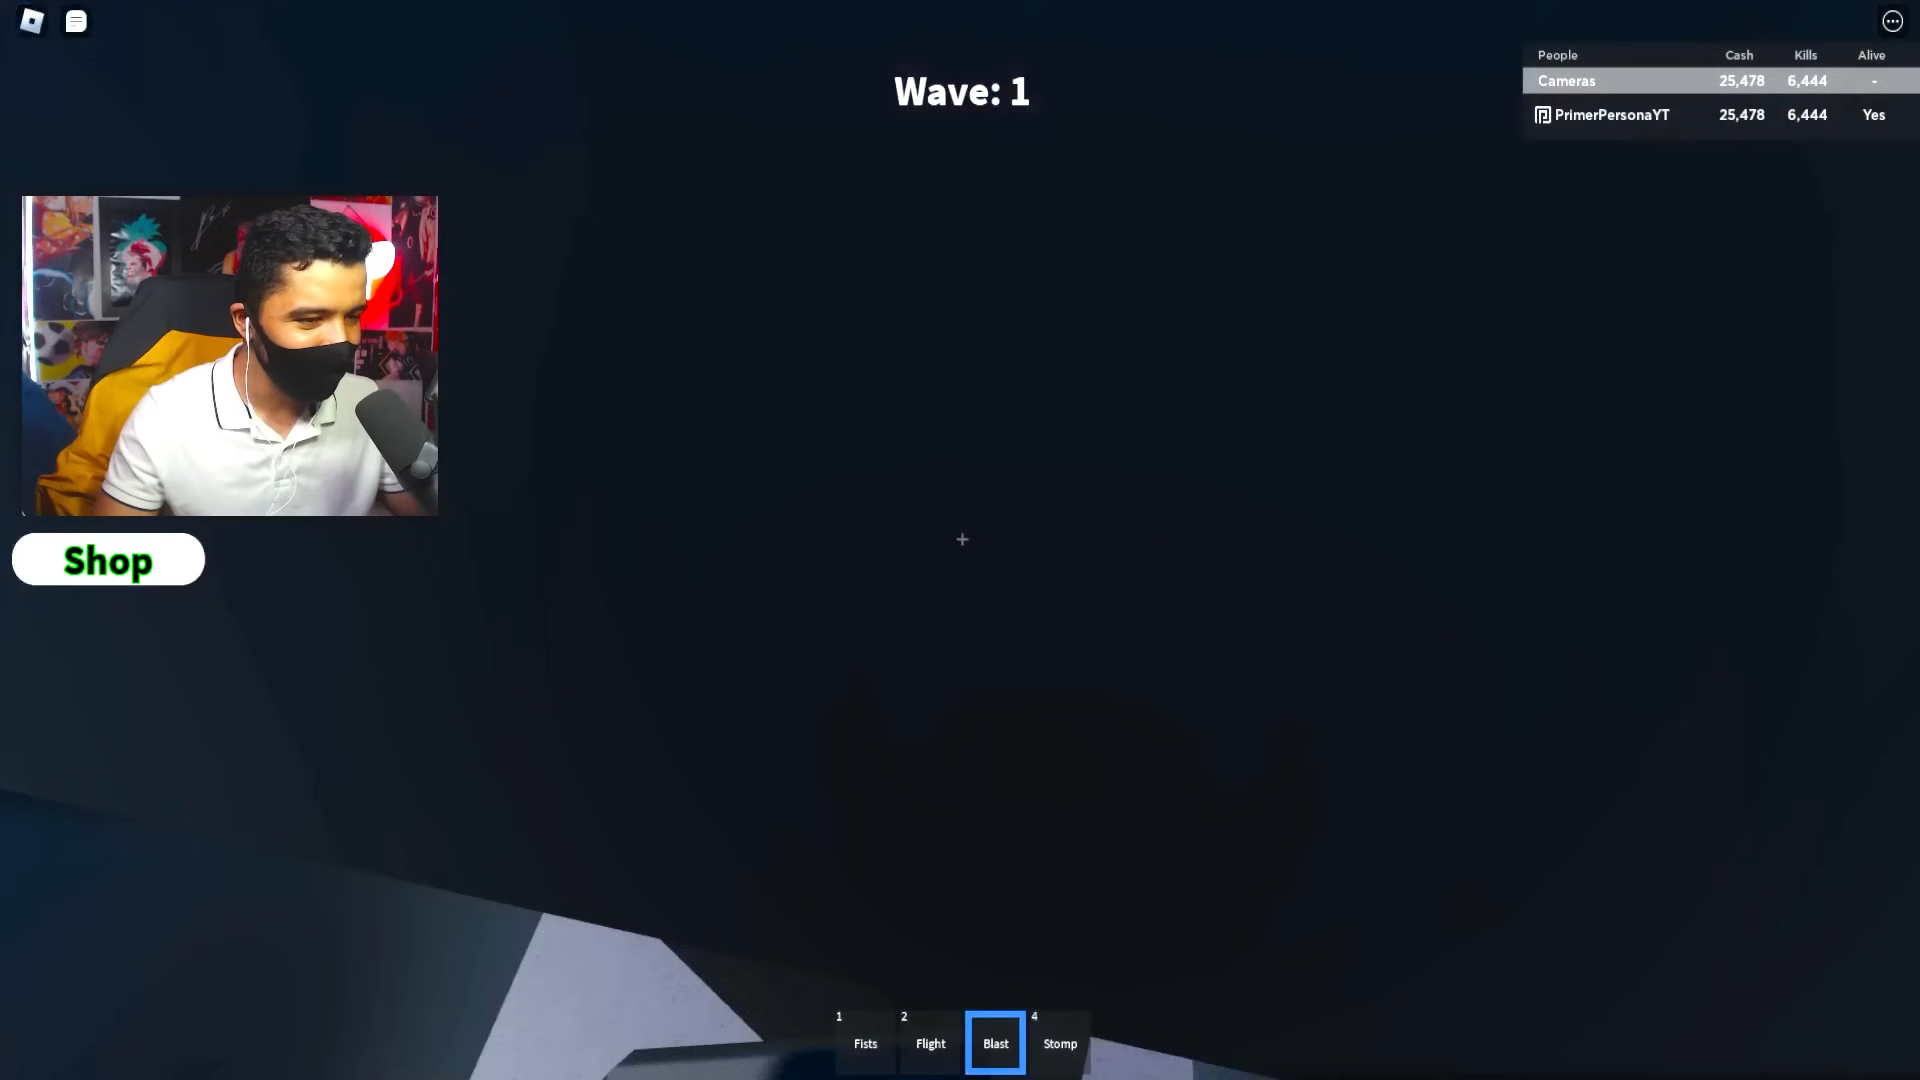 Wave: 1
People Cash Kills Alive
Cameras 25,478 6,444 -
PrimerPersonaYT 25,478 6,444 Yes
Shop
1 2 4
Fists Flight Blast Stomp